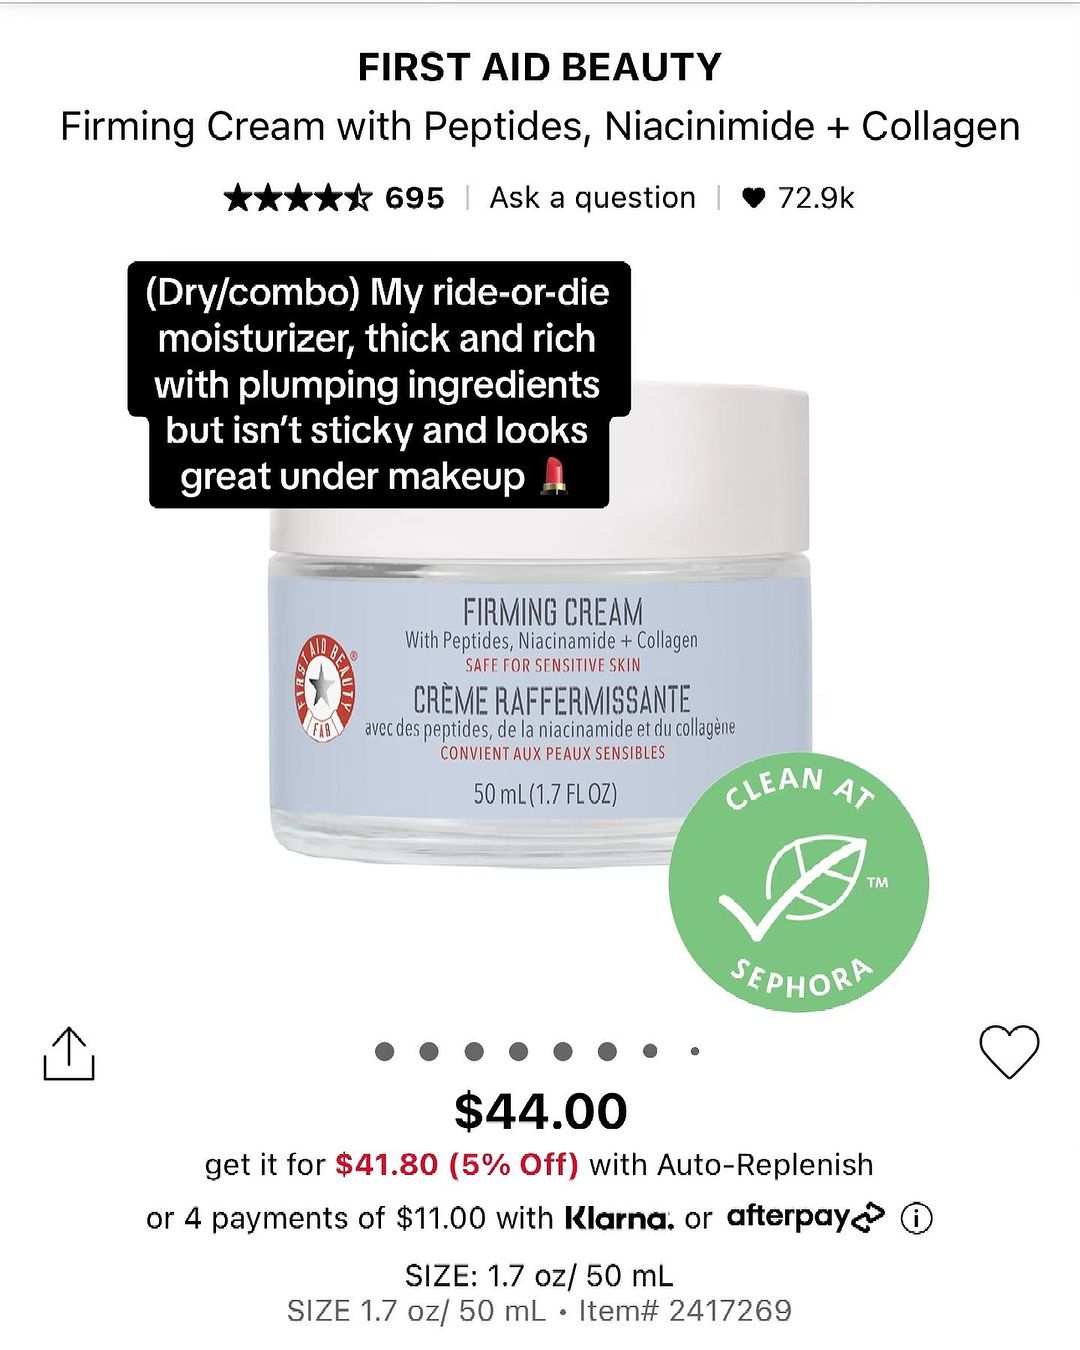 FIRST AID BEAUTY
Firming Cream with Peptides, Niacinimide + Collagen
695 | Ask a question | 72.9k
(Dry/combo) My ride-or-die
moisturizer, thick and rich
with plumping ingredients
but isn't sticky and looks
great under makeup 💄
FIRMING CREAM
With Peptides, Niacinamide + Collagen
SAFE FOR SENSITIVE SKIN
CRÈME RAFFERMISSANTE
avec des peptides, de la niacinamide et du collagène
CONVIENT AUX PEAUX SENSIBLES
50 mL (1.7 FL OZ)
FIRST AID BEAUTY
FAB
®
CLEAN AT
TM
SEPHORA
$44.00
get it for $41.80 (5% Off) with Auto-Replenish
or 4 payments of $11.00 with Klarna. or afterpay
SIZE: 1.7 oz/ 50 mL
SIZE 1.7 oz/ 50 mL • Item# 2417269